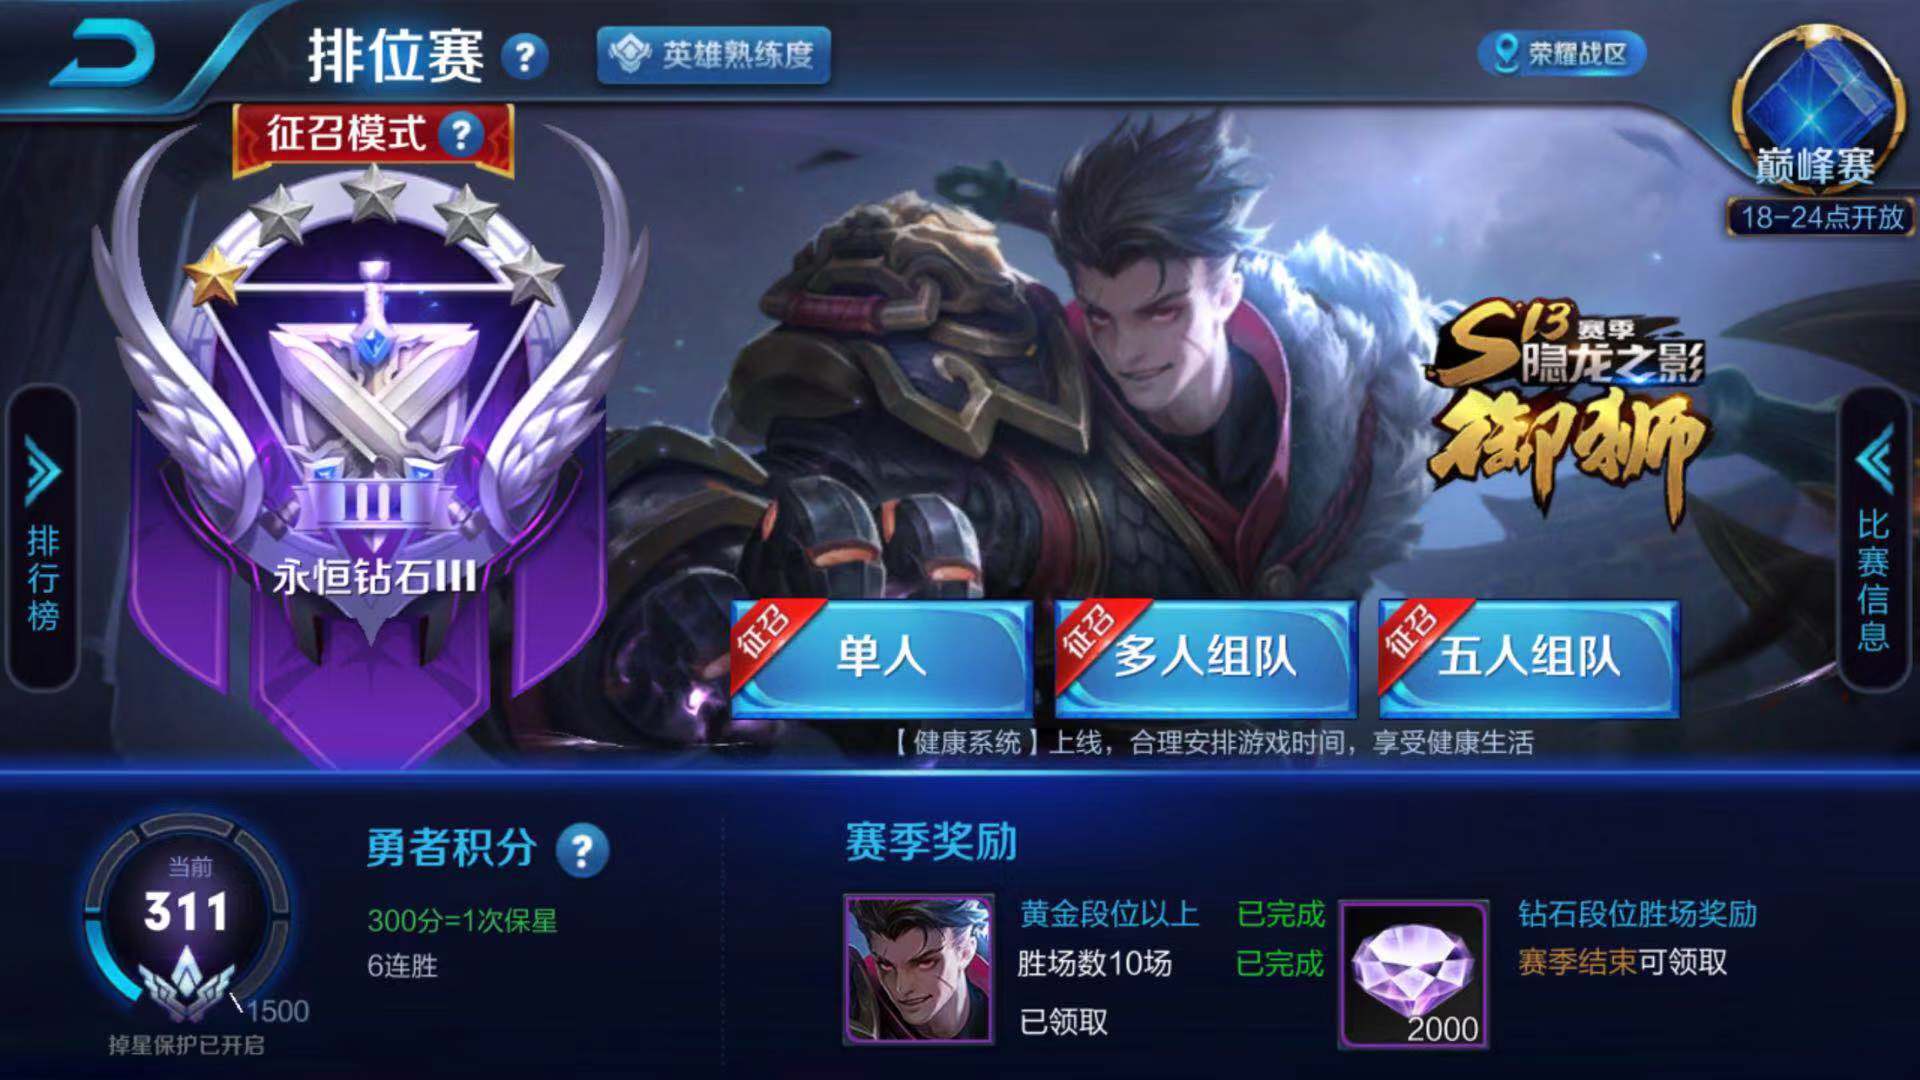 排位赛 ?
英雄熟练度
荣耀战区
征召模式 ?
巅峰赛
18-24点开放
S13赛季
隐龙之影
御狮
排行榜
比赛信息
III
永恒钻石III
征召 单人
征召 多人组队
征召 五人组队
【健康系统】上线，合理安排游戏时间，享受健康生活
当前
311
1500
掉星保护已开启
勇者积分 ?
300分=1次保星
6连胜
赛季奖励
黄金段位以上 已完成
胜场数10场 已完成
已领取
2000
钻石段位胜场奖励
赛季结束可领取